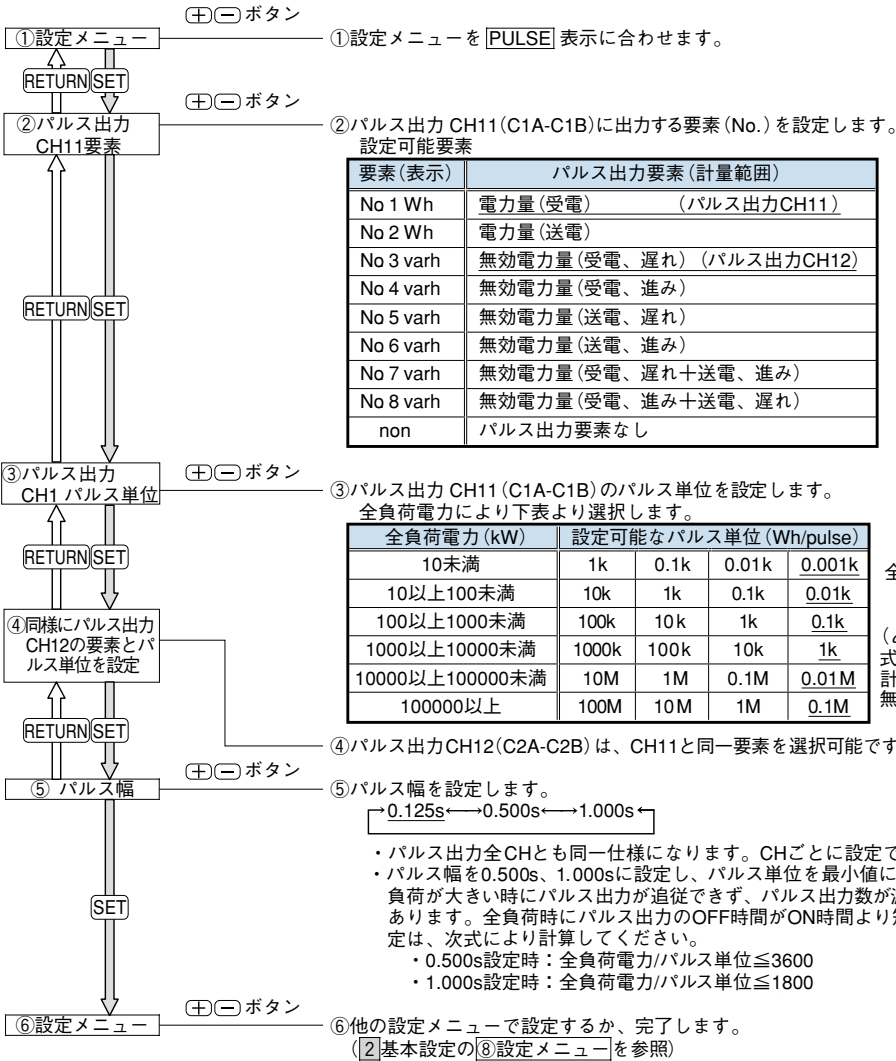 ⊕⊖ボタン
①設定メニュー
①設定メニューを PULSE 表示に合わせます。
RETURN SET
⊕⊖ボタン
②パルス出力
CH11要素
②パルス出力 CH11(C1A-C1B)に出力する要素(No.)を設定します。
設定可能要素
要素(表示) パルス出力要素(計量範囲)
No 1 Wh 電力量(受電) (パルス出力CH11)
No 2 Wh 電力量(送電)
No 3 varh 無効電力量(受電、遅れ)(パルス出力CH12)
No 4 varh 無効電力量(受電、進み)
No 5 varh 無効電力量(送電、遅れ)
No 6 varh 無効電力量(送電、進み)
No 7 varh 無効電力量(受電、遅れ+送電、進み)
No 8 varh 無効電力量(受電、進み+送電、遅れ)
non パルス出力要素なし
RETURN SET
③パルス出力
CH1 パルス単位
⊕⊖ボタン
③パルス出力 CH11(C1A-C1B)のパルス単位を設定します。
全負荷電力により下表より選択します。
全負荷電力(kW) 設定可能なパルス単位(Wh/pulse)
10未満 1k 0.1k 0.01k 0.001k
10以上100未満 10k 1k 0.1k 0.01k
100以上1000未満 100k 10k 1k 0.1k
1000以上10000未満 1000k 100k 10k 1k
10000以上100000未満 10M 1M 0.1M 0.01M
100000以上 100M 10M 1M 0.1M
全
式
計
無
RETURN SET
④同様にパルス出力
CH12の要素とパ
ルス単位を設定
RETURN SET
④パルス出力CH12(C2A-C2B)は、CH11と同一要素を選択可能です
⊕⊖ボタン
⑤ パルス幅
⑤パルス幅を設定します。
→0.125s←→0.500s←→1.000s←
・パルス出力全CHとも同一仕様になります。CHごとに設定で
・パルス幅を0.500s、1.000sに設定し、パルス単位を最小値に
負荷が大きい時にパルス出力が追従できず、パルス出力数が
あります。全負荷時にパルス出力のOFF時間がON時間より
定は、次式により計算してください。
・0.500s設定時:全負荷電力/パルス単位≦3600
・1.000s設定時:全負荷電力/パルス単位≦1800
SET
⊕⊖ボタン
⑥設定メニュー
⑥他の設定メニューで設定するか、完了します。
(2基本設定の⑧設定メニューを参照)